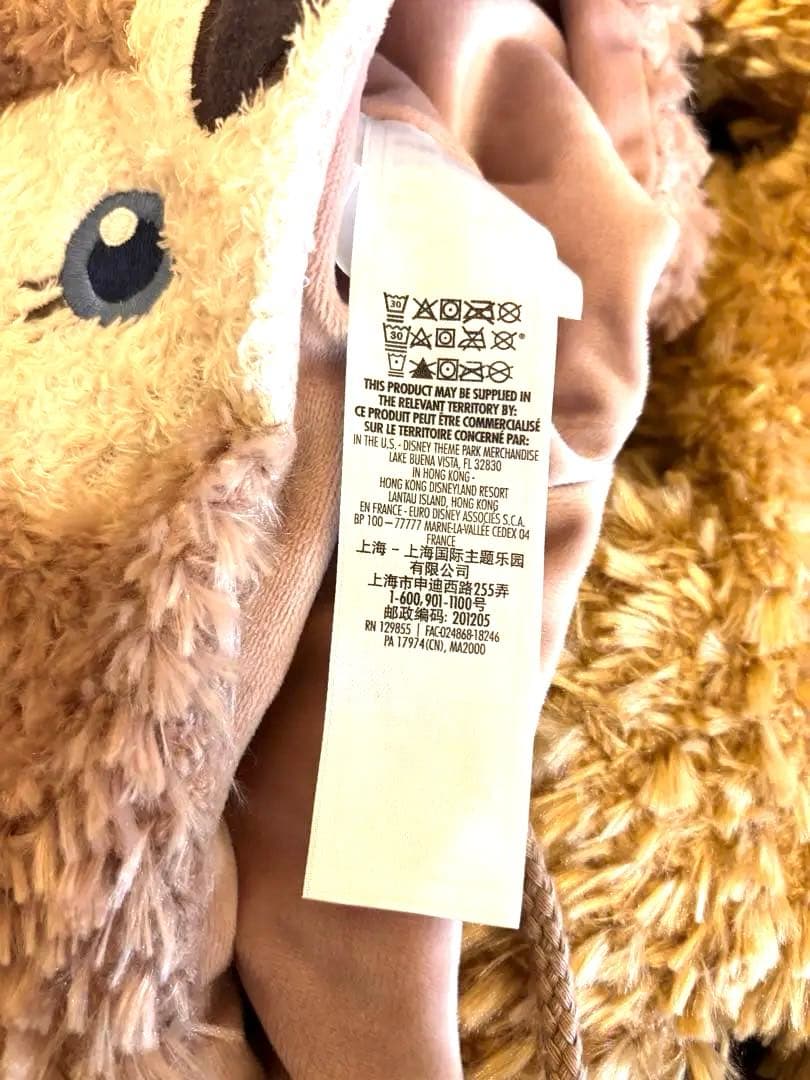 30
30
THIS PRODUCT MAY BE SUPPLIED IN
THE RELEVANT TERRITORY BY:
CE PRODUIT PEUT ÊTRE COMMERCIALISÉ
SUR LE TERRITOIRE CONCERNÉ PAR:
IN THE U.S. - DISNEY THEME PARK MERCHANDISE
LAKE BUENA VISTA, FL 32830
IN HONG KONG -
HONG KONG DISNEYLAND RESORT
LANTAU ISLAND, HONG KONG
EN FRANCE - EURO DISNEY ASSOCIÉS S.C.A.
BP 100 – 77777 MARNE-LA-VALLÉE CEDEX 04
FRANCE
上海 – 上海国际主题乐园
有限公司
上海市申迪西路255弄
1-600,901-1100号
邮政编码: 201205
RN 129855 | FAC-024868-18246
PA 17974(CN), MA2000